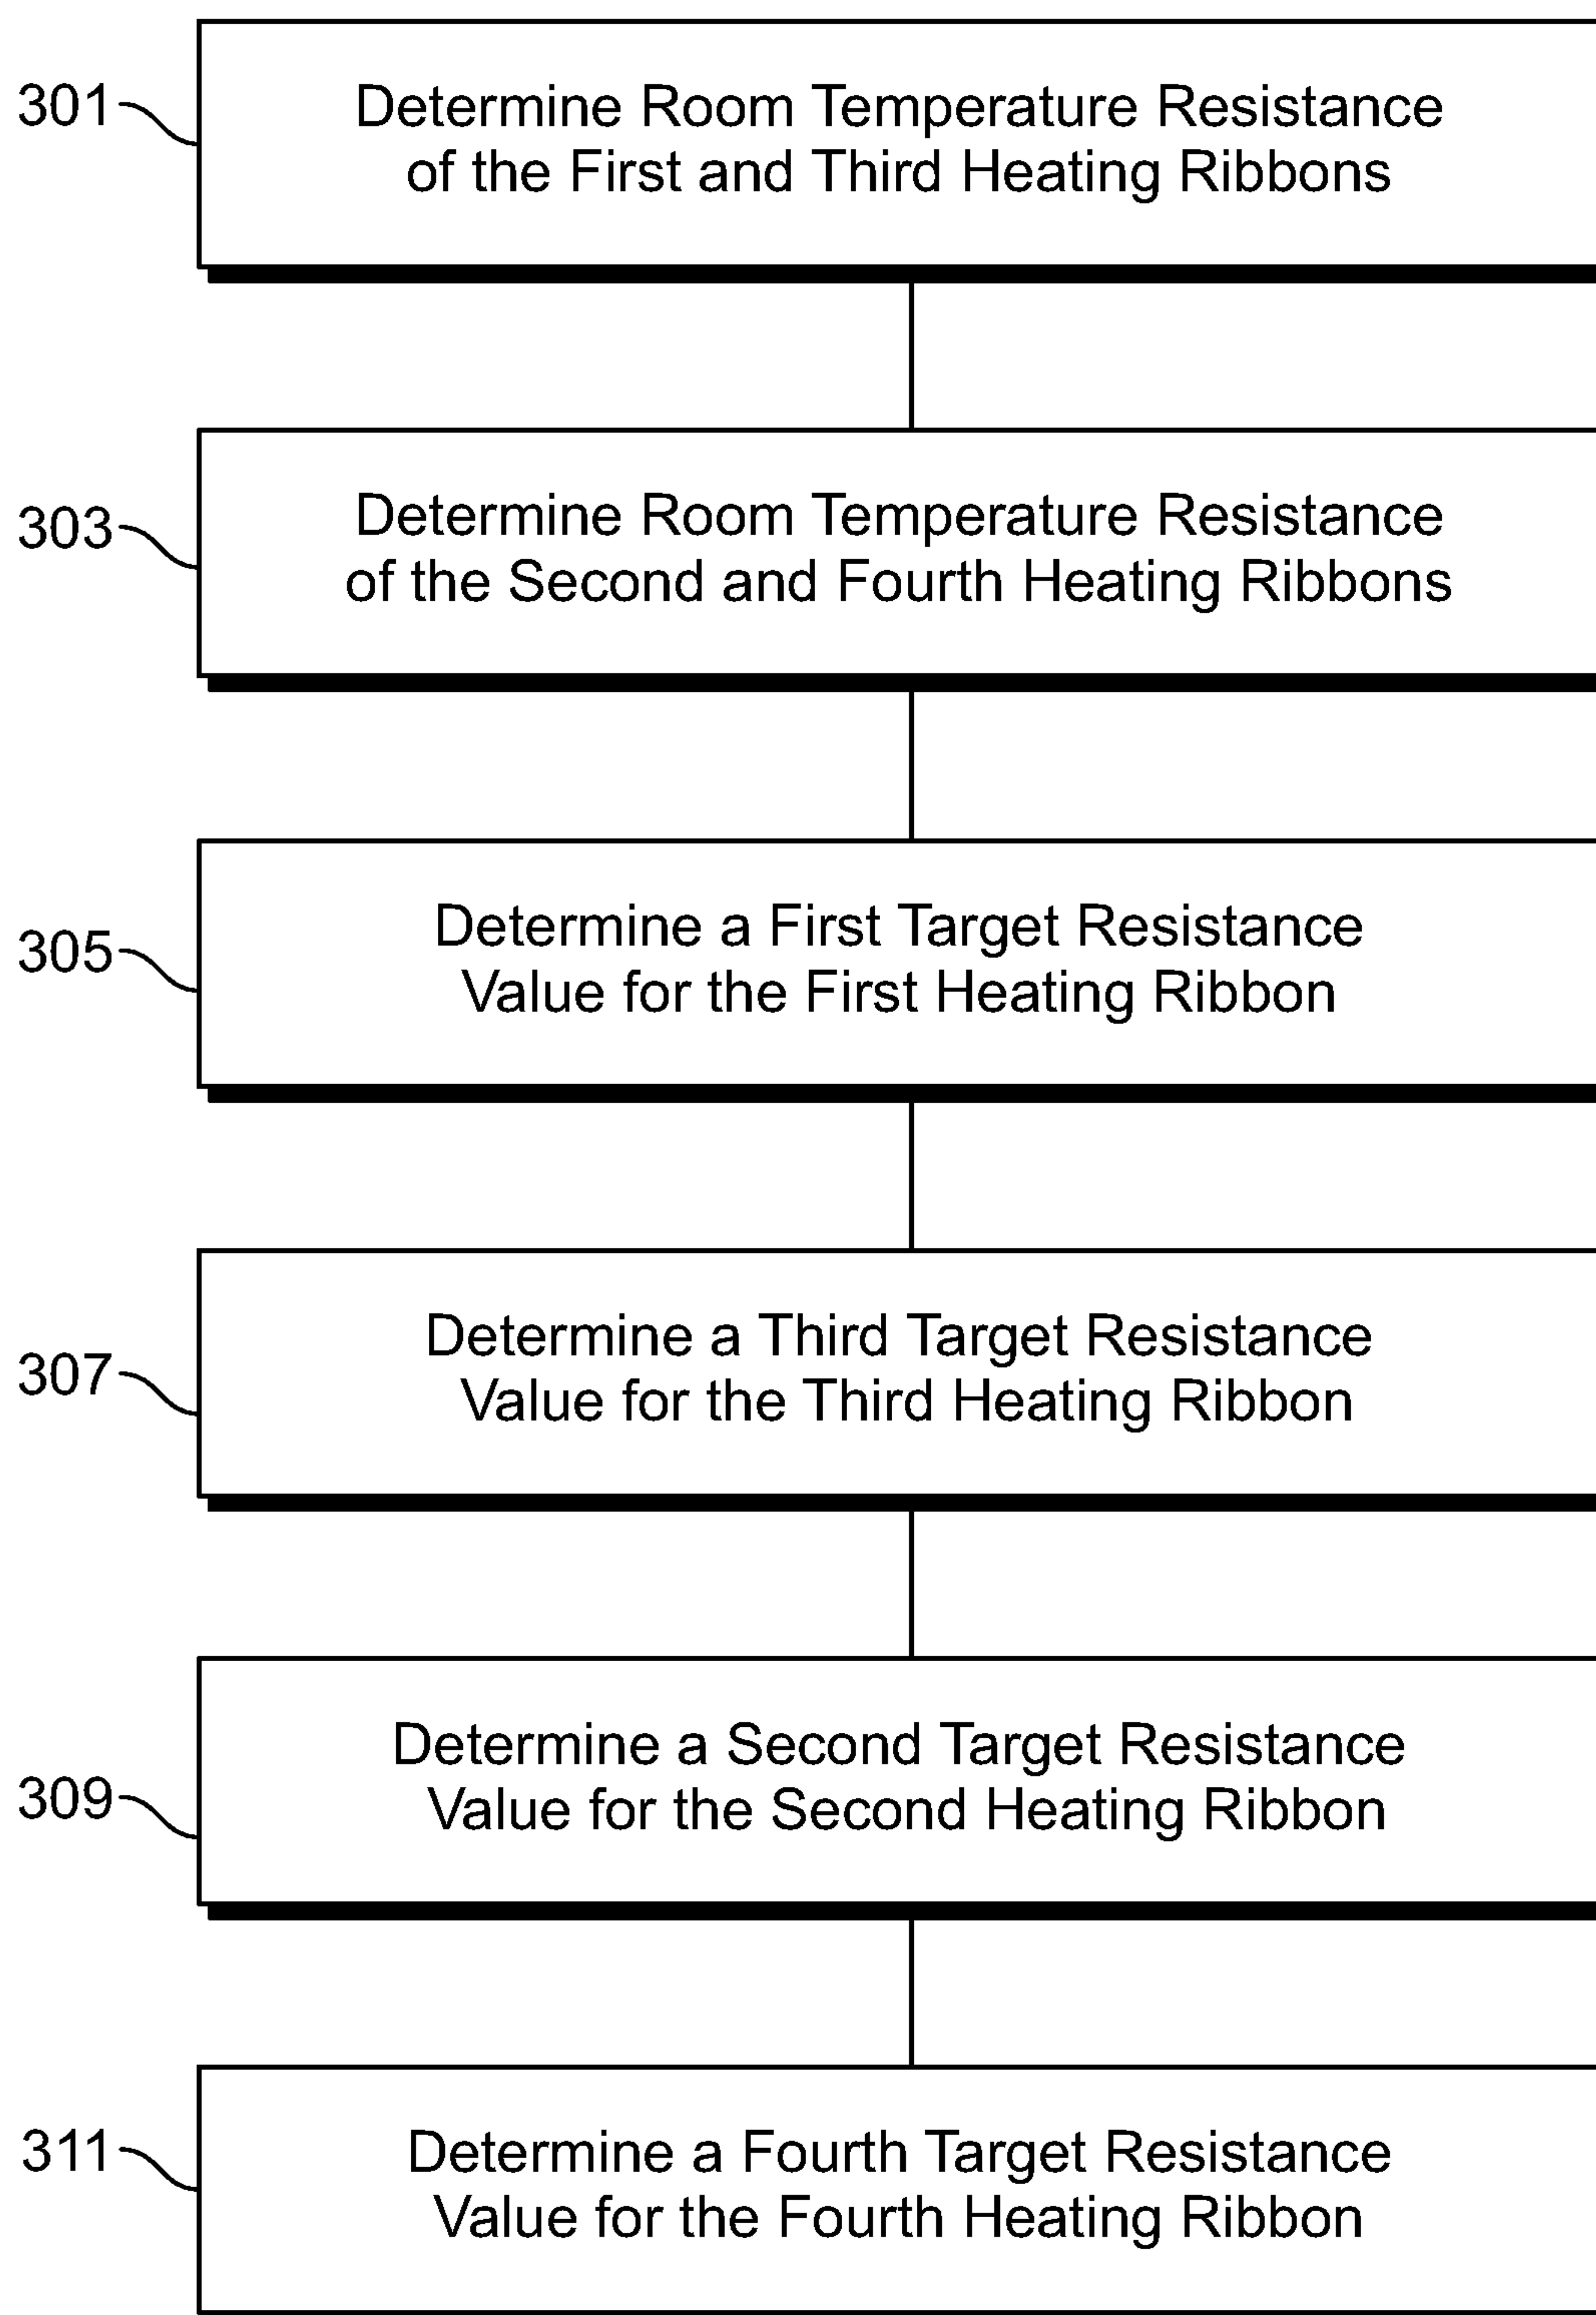 301
Determine Room Temperature Resistance
of the First and Third Heating Ribbons
303
Determine Room Temperature Resistance
of the Second and Fourth Heating Ribbons
305
Determine a First Target Resistance
Value for the First Heating Ribbon
307
Determine a Third Target Resistance
Value for the Third Heating Ribbon
309
Determine a Second Target Resistance
Value for the Second Heating Ribbon
311
Determine a Fourth Target Resistance
Value for the Fourth Heating Ribbon